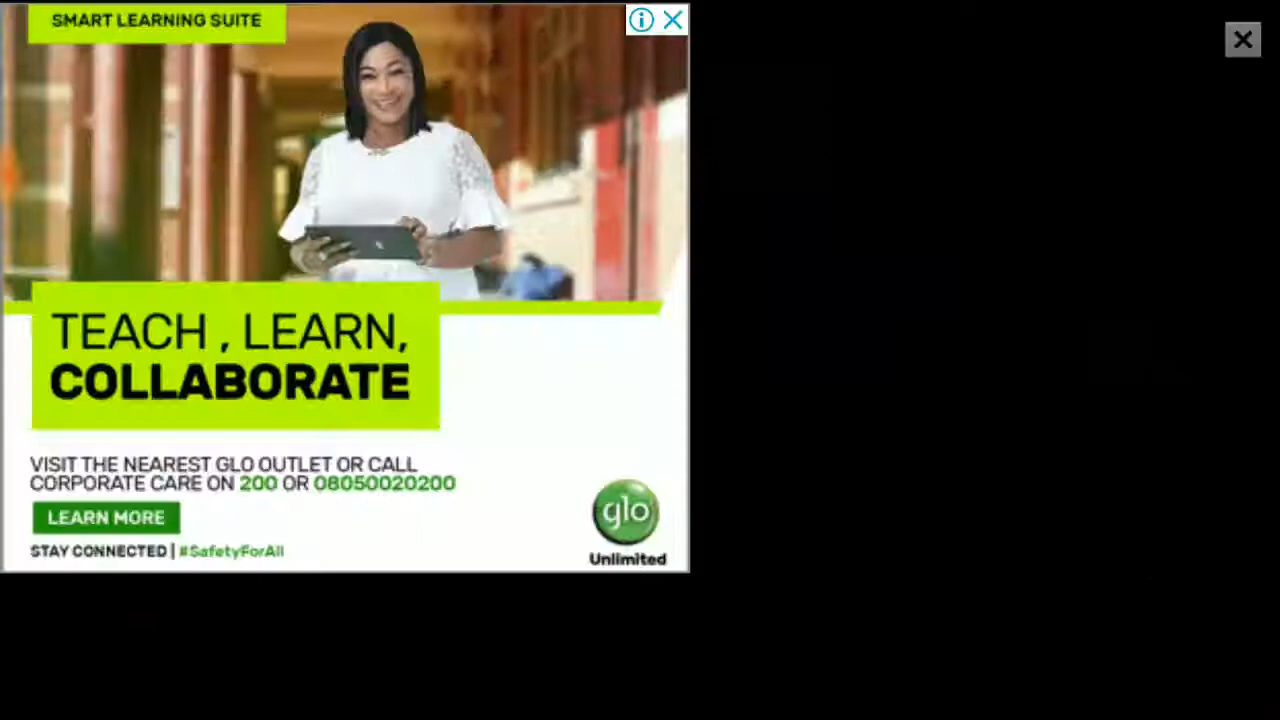 SMART LEARNING SUITE
TEACH , LEARN,
COLLABORATE
VISIT THE NEAREST GLO OUTLET OR CALL
CORPORATE CARE ON 200 OR 08050020200
LEARN MORE
STAY CONNECTED | #SafetyForAll
glo
Unlimited